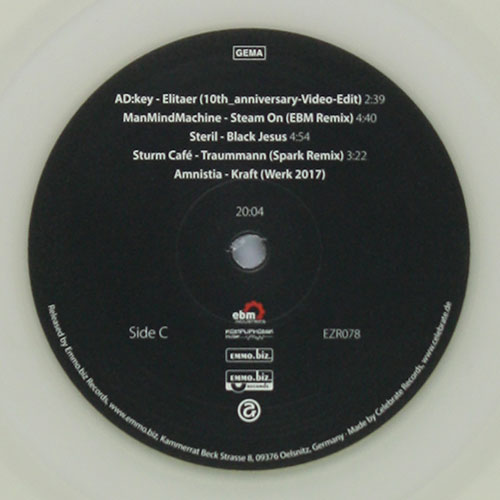 GEMA
AD:key - Elitaer (10th_anniversary-Video-Edit) 2:39
ManMindMachine - Steam On (EBM Remix) 4:40
Steril - Black Jesus 4:54
Sturm Café - Traummann (Spark Remix) 3:22
Amnistia - Kraft (Werk 2017)
20:04
ebm
Side C
EZR078
EMMO.biz
EMMO.biz
records
Released by Emmo.biz Records, www.emmo.biz, Kammerrat Beck Strasse 8, 09376 Oelsnitz, Germany - Made by Celebrate Records, www.celebrate.de